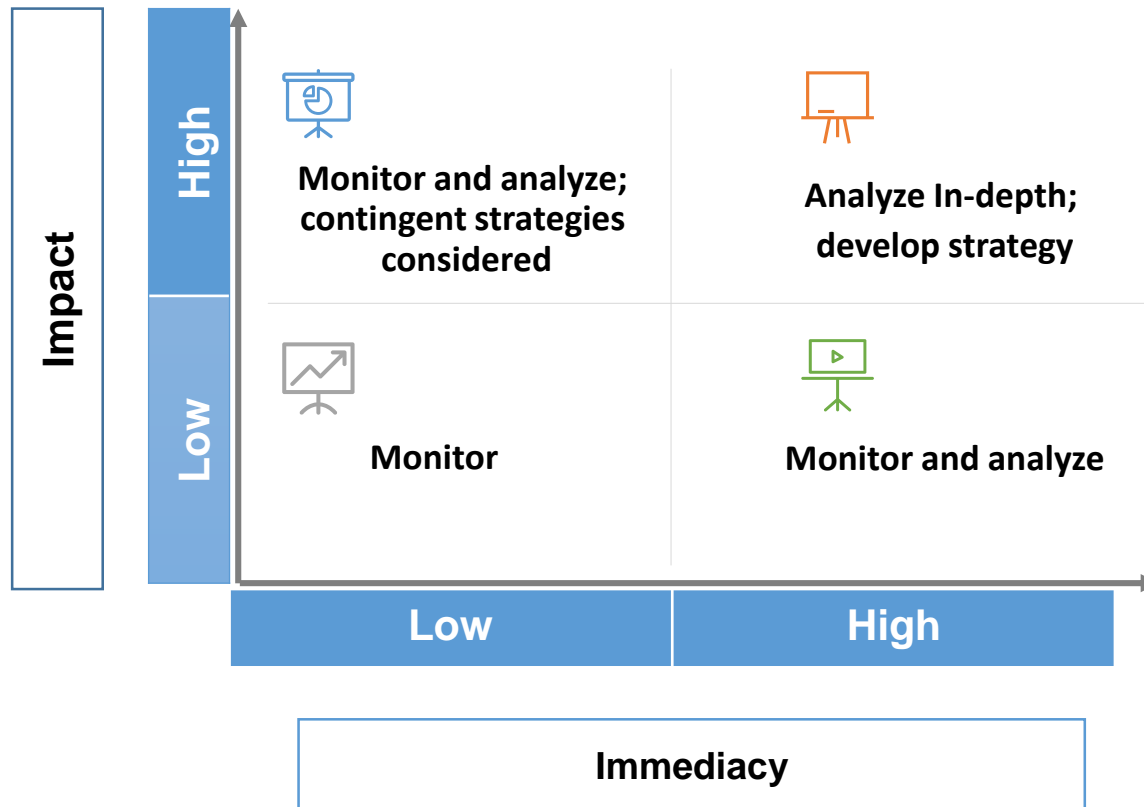 Impact
High
Monitor and analyze;
contingent strategies
considered
Analyze In-depth;
develop strategy
Low
Monitor
Monitor and analyze
Low
High
Immediacy